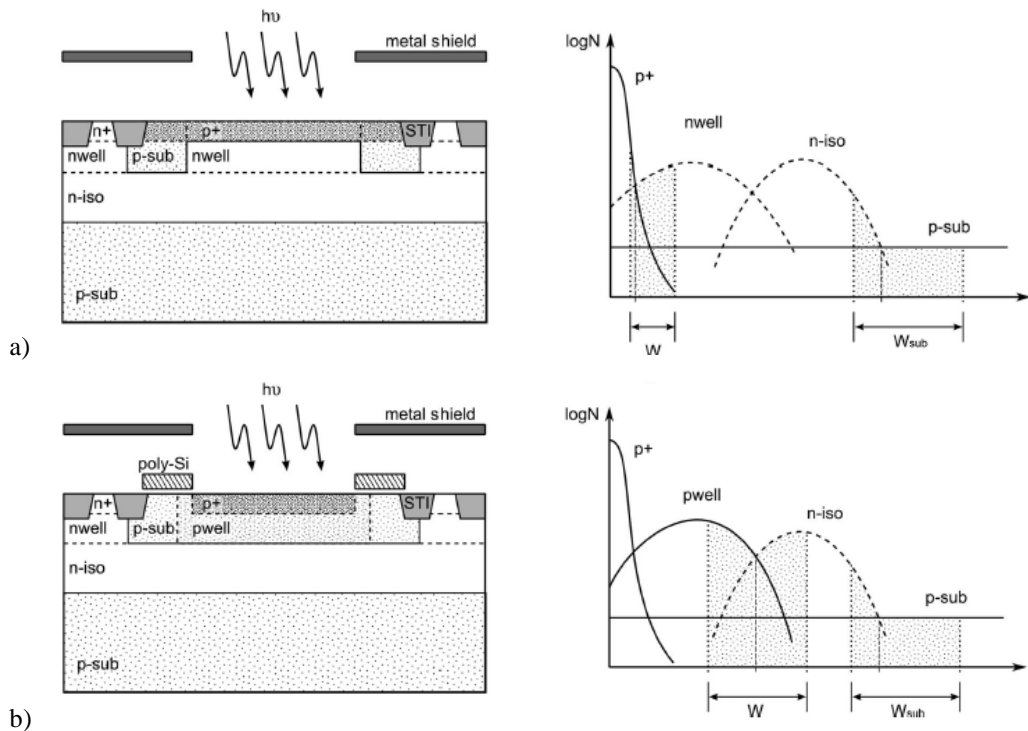 hυ
metal shield
n+
p+
STI
nwell
p-sub
nwell
n-iso
p-sub
a)
logN
p+
nwell
n-iso
p-sub
W
Wsub
hυ
metal shield
poly-Si
n+
p+
STI
nwell
p-sub
pwell
n-iso
p-sub
b)
logN
p+
pwell
n-iso
p-sub
W
Wsub